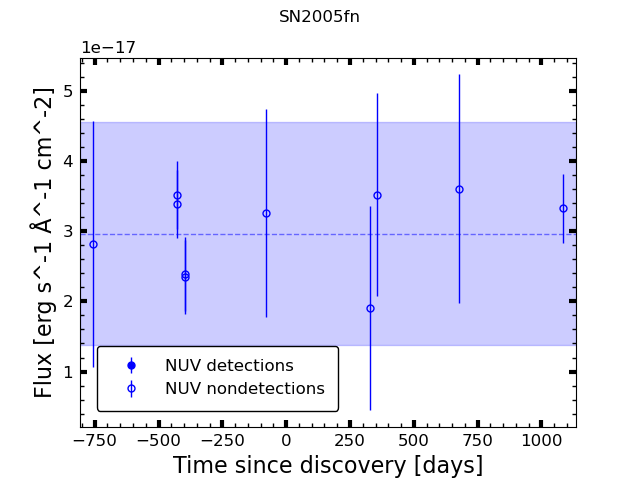 SN2005fn
1e−17
5
4
3
2
1
Flux [erg s^-1 Å^-1 cm^-2]
NUV detections
NUV nondetections
−750 −500 −250 0 250 500 750 1000
Time since discovery [days]